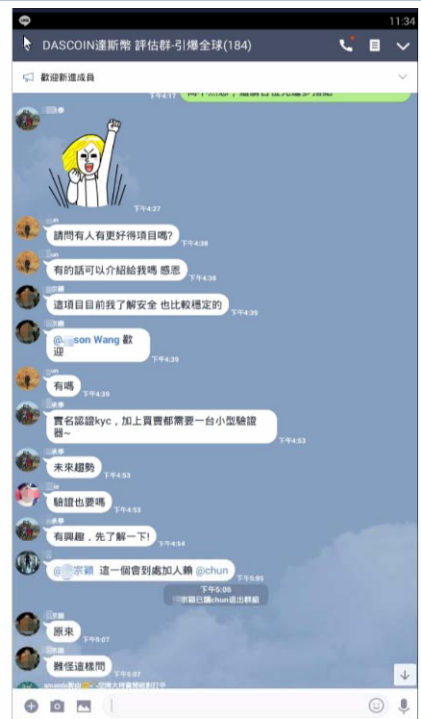 11:34
DASCOIN達斯幣 評估群-引爆全球(184)
歡迎新進成員
下午4:17
下午4:27
請問有人有更好得項目嗎?
下午4:38
有的話可以介紹給我嗎 感恩
下午4:38
這項目目前我了解安全 也比較穩定的
下午4:39
@ son Wang 歡
迎
下午4:39
有嗎
下午4:39
實名認證kyc,加上買賣都需要一台小型驗證
器~
下午4:53
未來趨勢
下午4:53
驗證也要嗎
下午4:53
有興趣,先了解一下!
下午4:54
@ 宗穎 這一個會到處加人賴 @chun
下午5:05
下午5:06
宗穎已讓chun退出群組
原來
下午5:07
難怪這樣問
下午5:07